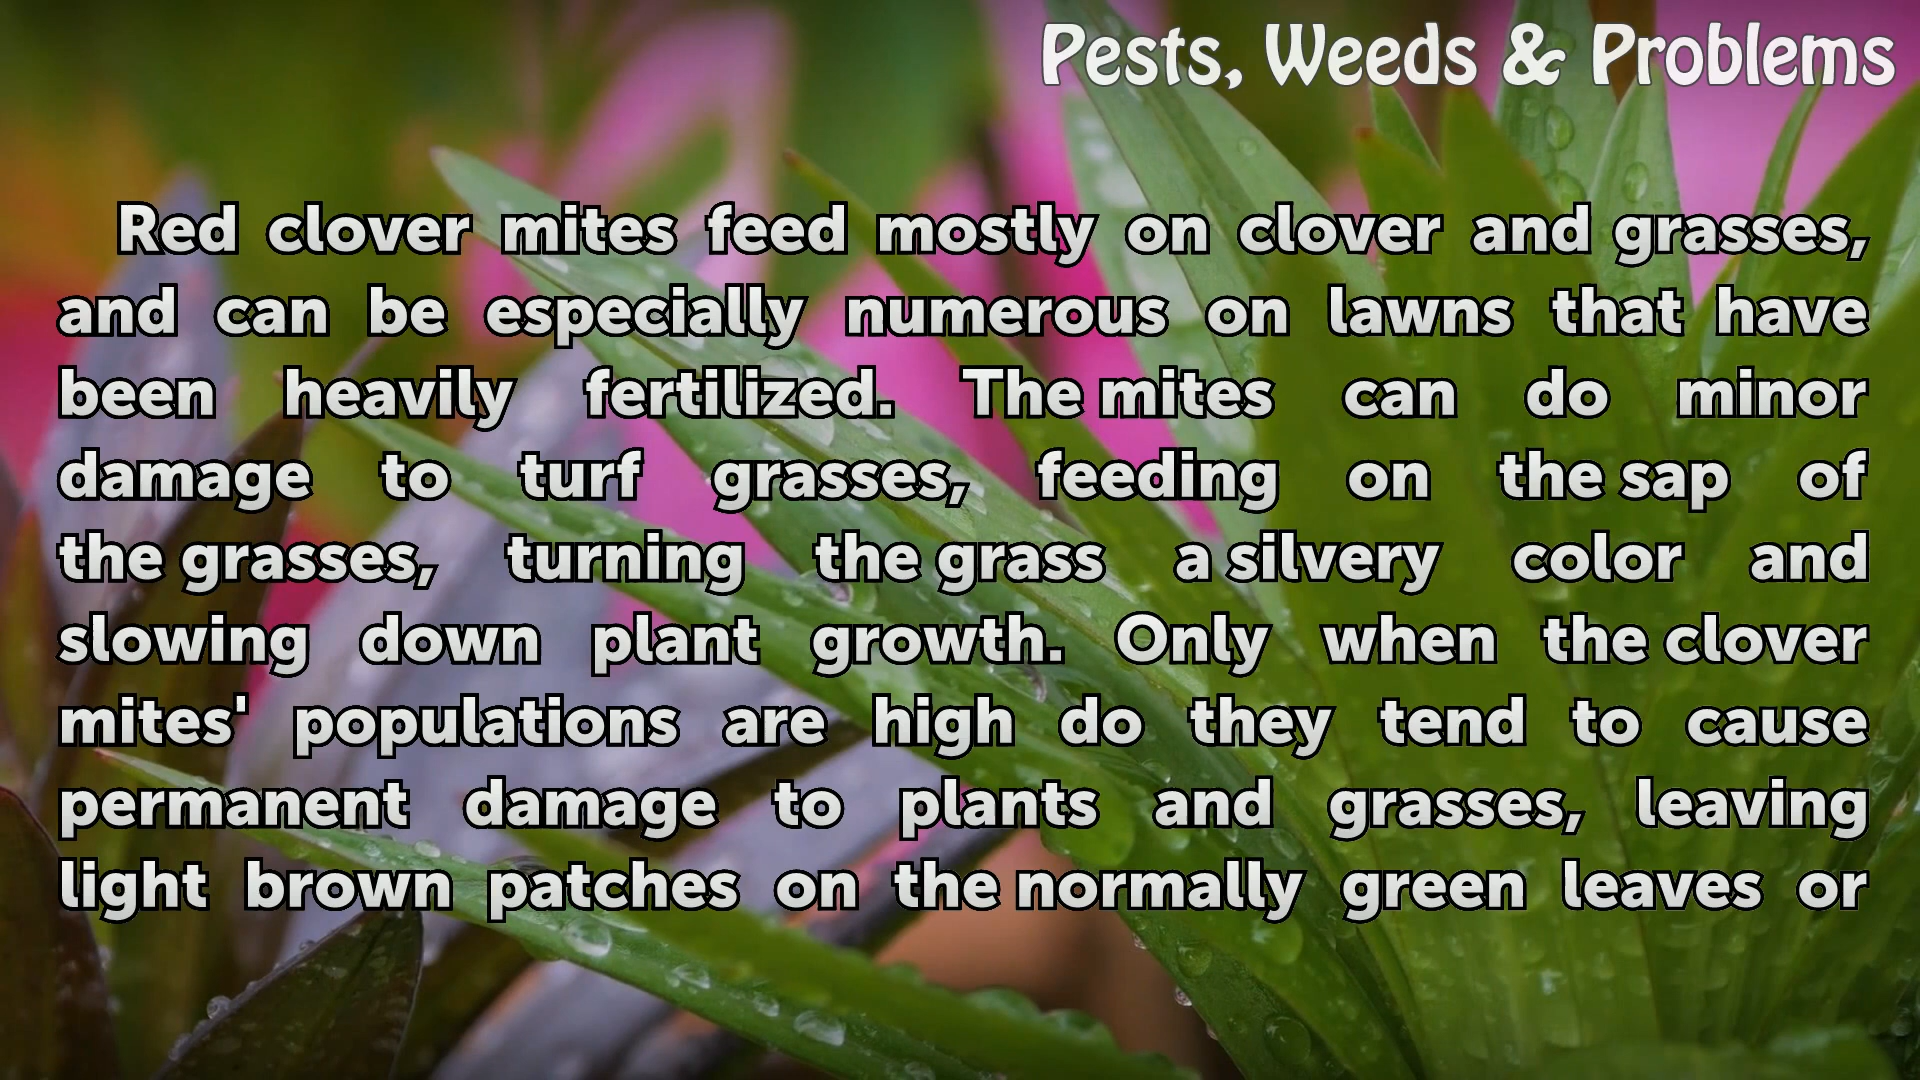 Pests, Weeds & Problems
Red clover mites feed mostly on clover and grasses,
and can be especially numerous on lawns that have
been heavily fertilized. The mites can do minor
damage to turf grasses, feeding on the sap of
the grasses, turning the grass a silvery color and
slowing down plant growth. Only when the clover
mites' populations are high do they tend to cause
permanent damage to plants and grasses, leaving
light brown patches on the normally green leaves or